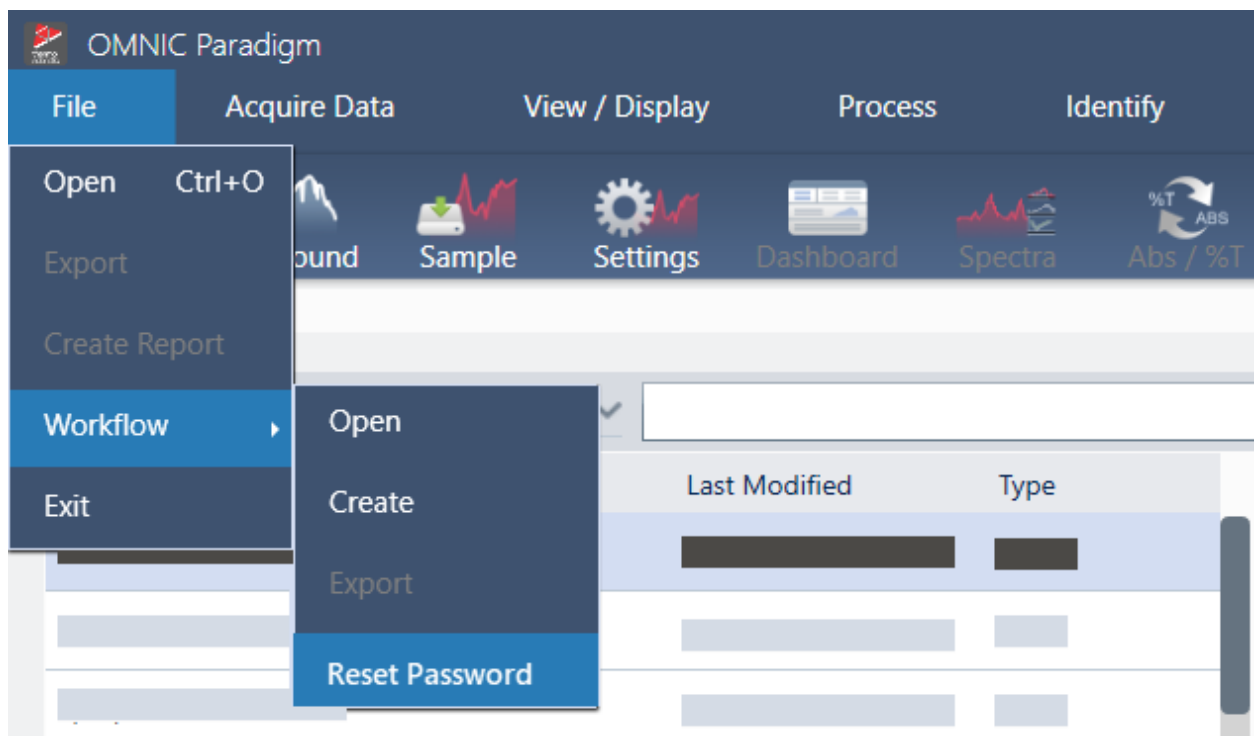 OMNIC Paradigm
File Acquire Data View / Display Process Identify
Open Ctrl+O
Export
Create Report
Workflow
Exit
ound Sample Settings Dashboard Spectra Abs / %T
%T ABS
Open
Create
Export
Reset Password
Last Modified Type